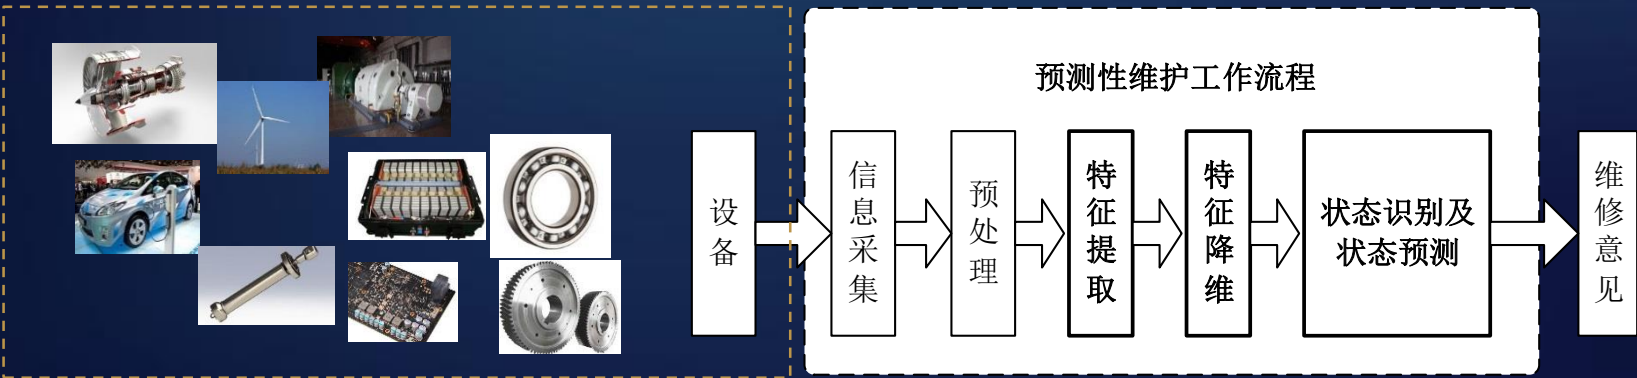 预测性维护工作流程
设备
信息采集
预处理
特征提取
特征降维
状态识别及
状态预测
维修意见